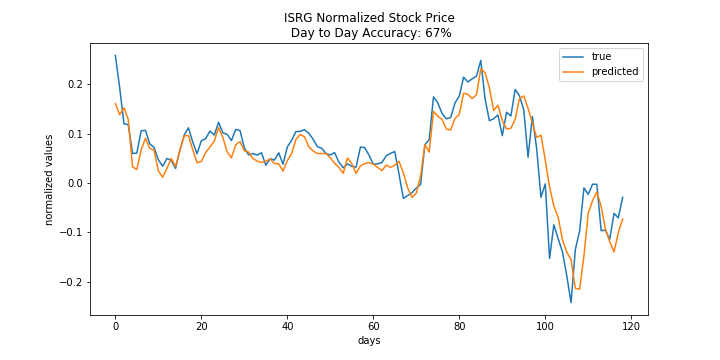 ISRG Normalized Stock Price
Day to Day Accuracy: 67%
true
predicted
normalized values
0.2
0.1
0.0
−0.1
−0.2
0
20
40
60
80
100
120
days